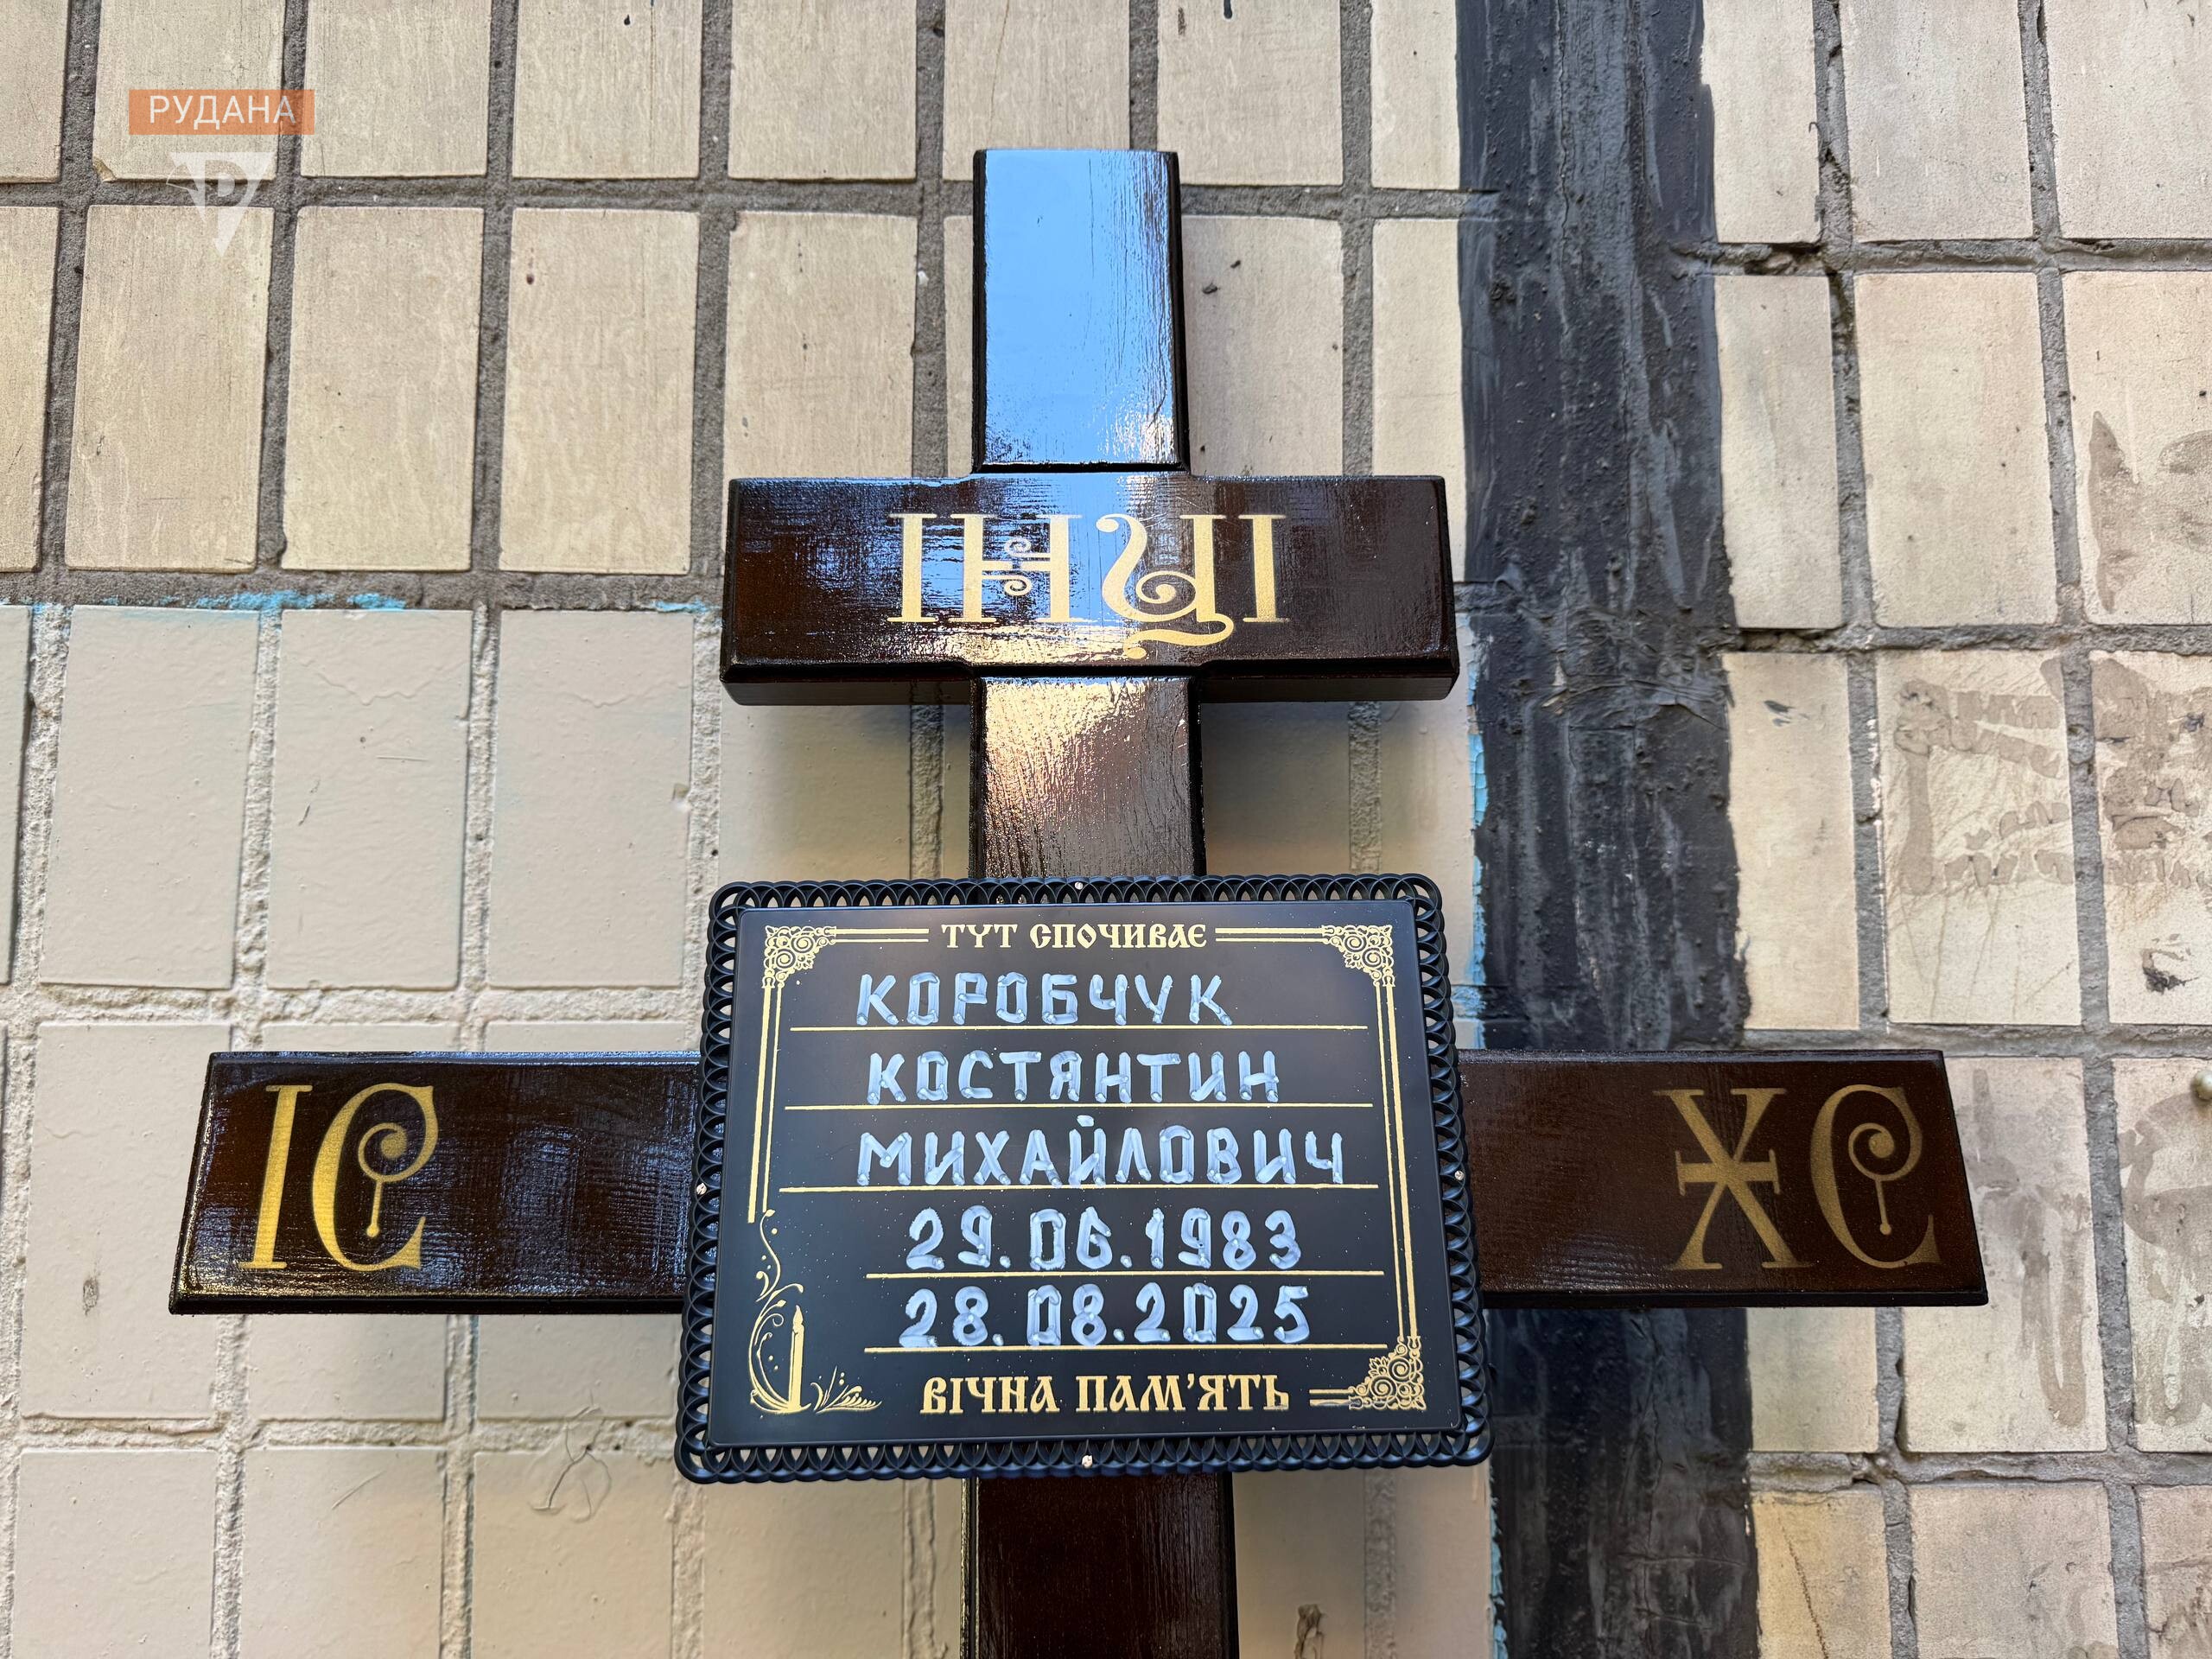 РУДАНА
ІНЦІ
ТУТ СПОЧИВАЄ
КОРОБЧУК
КОСТЯНТИН
МИХАЙЛОВИЧ
ІС ХС
29.06.1983
28.08.2025
ВІЧНА ПАМ'ЯТЬ